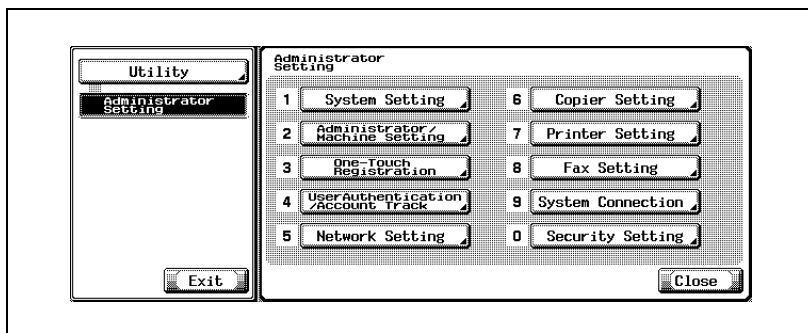 Utility
Administrator
Setting
Exit
Administrator
Setting
1 System Setting
2 Administrator/
Machine Setting
3 One-Touch
Registration
4 UserAuthentication
/Account Track
5 Network Setting
6 Copier Setting
7 Printer Setting
8 Fax Setting
9 System Connection
0 Security Setting
Close